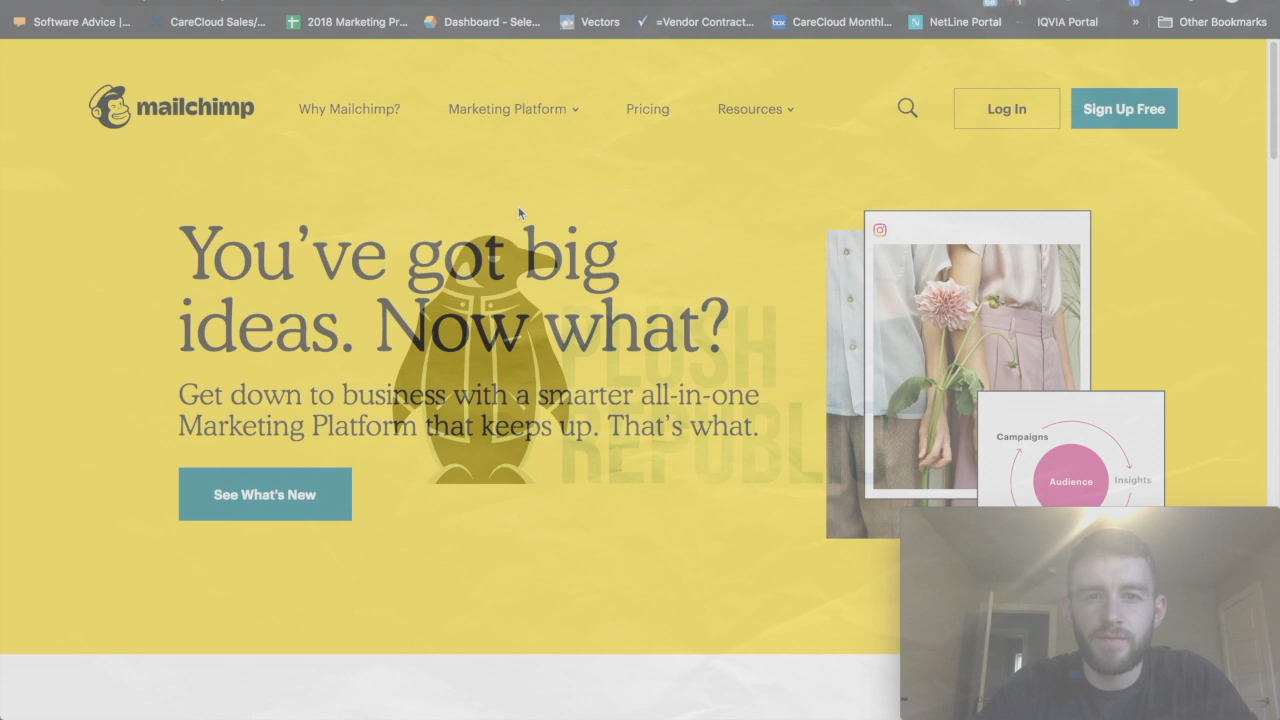 Software Advice |...
CareCloud Sales/...
2018 Marketing Pr...
Dashboard - Sele...
Vectors
=Vendor Contract...
box
CareCloud Monthl...
N
NetLine Portal
IQVIA Portal
»
Other Bookmarks
mailchimp
Why Mailchimp?
Marketing Platform
Pricing
Resources
Log In
Sign Up Free
You've got big
ideas. Now what?
PLUSH
REPUBLIC
Get down to business with a smarter all-in-one
Marketing Platform that keeps up. That's what.
See What's New
Campaigns
Audience
Insights